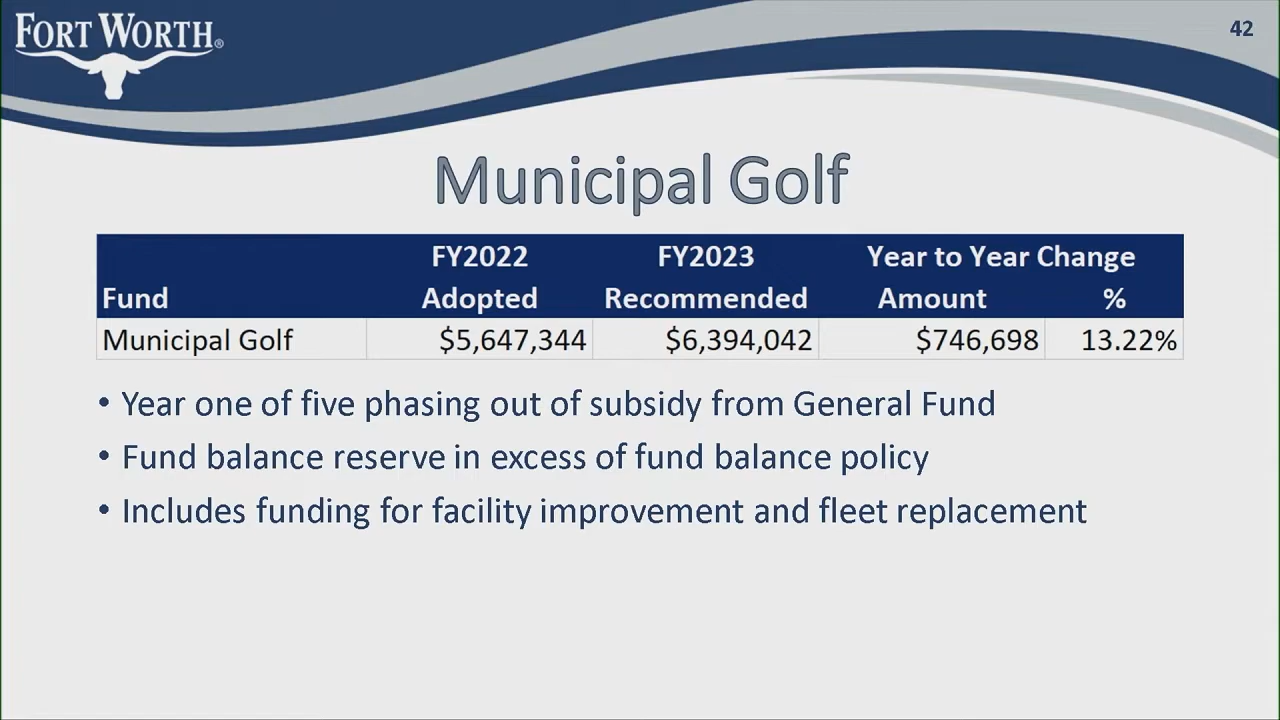 FORT WORTH®
42
Municipal Golf
FY2022 FY2023 Year to Year Change
Fund Adopted Recommended Amount %
Municipal Golf $5,647,344 $6,394,042 $746,698 13.22%
• Year one of five phasing out of subsidy from General Fund
• Fund balance reserve in excess of fund balance policy
• Includes funding for facility improvement and fleet replacement